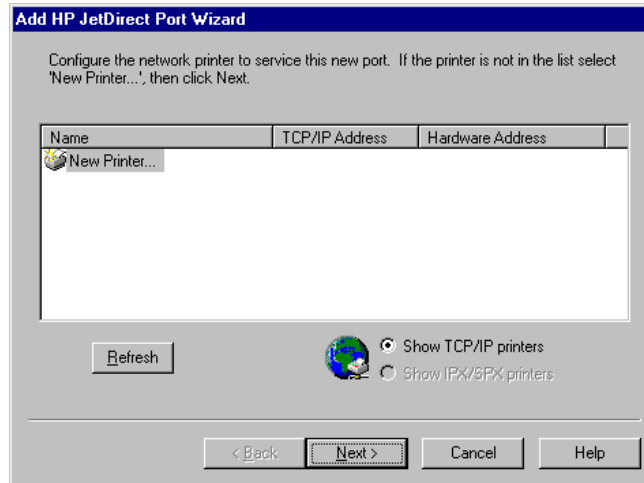 Add HP JetDirect Port Wizard
Configure the network printer to service this new port. If the printer is not in the list select
'New Printer...', then click Next.
Name TCP/IP Address Hardware Address
New Printer...
Refresh
Show TCP/IP printers
Show IPX/SPX printers
< Back Next > Cancel Help